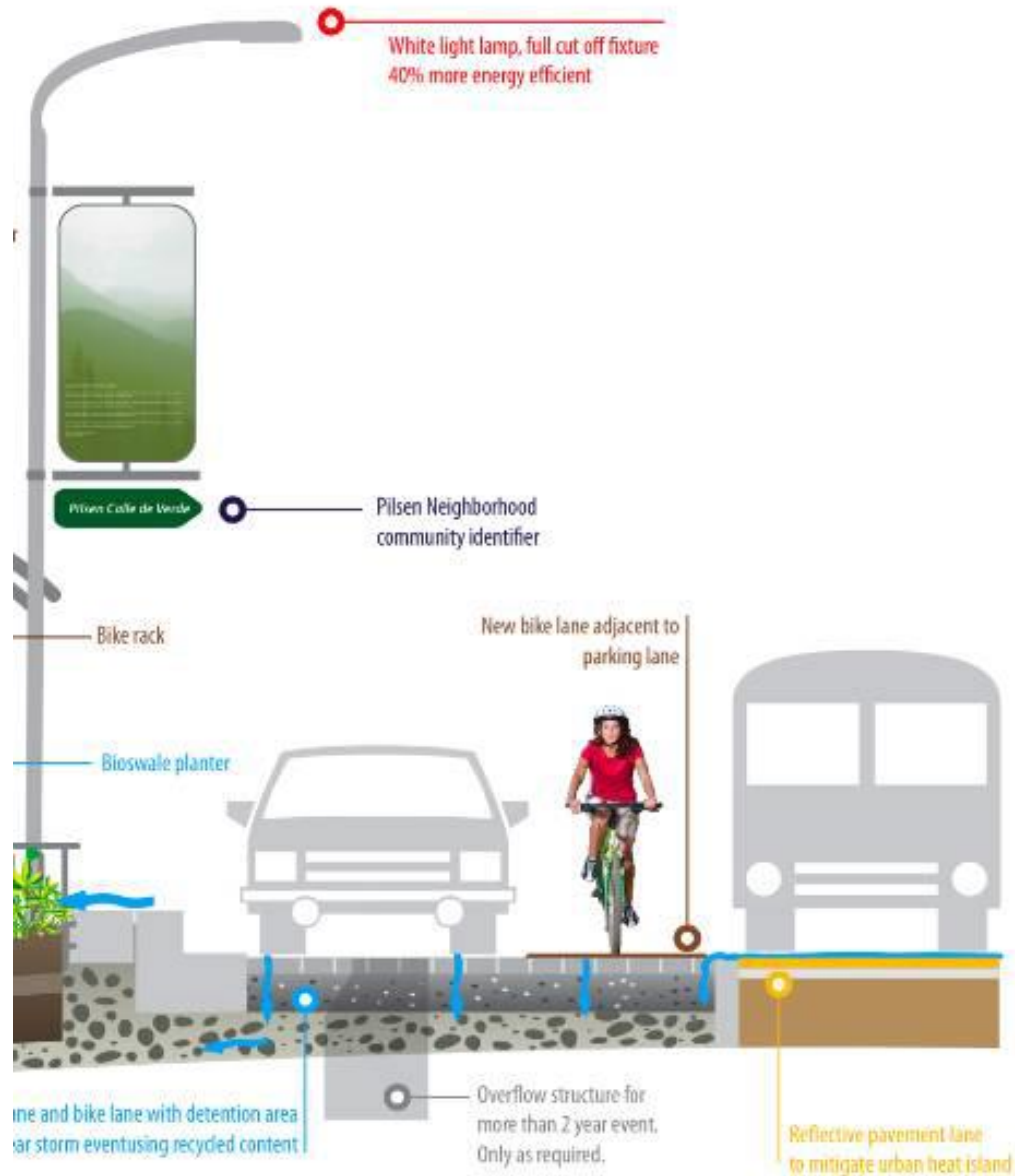 White light lamp, full cut off fixture
40% more energy efficient
r
Pilsen Calle de Verde
Pilsen Neighborhood
community identifier
Bike rack
New bike lane adjacent to
parking lane
Bioswale planter
ane and bike lane with detention area
ear storm eventusing recycled content
Overflow structure for
more than 2 year event.
Only as required.
Reflective pavement lane
to mitigate urban heat island